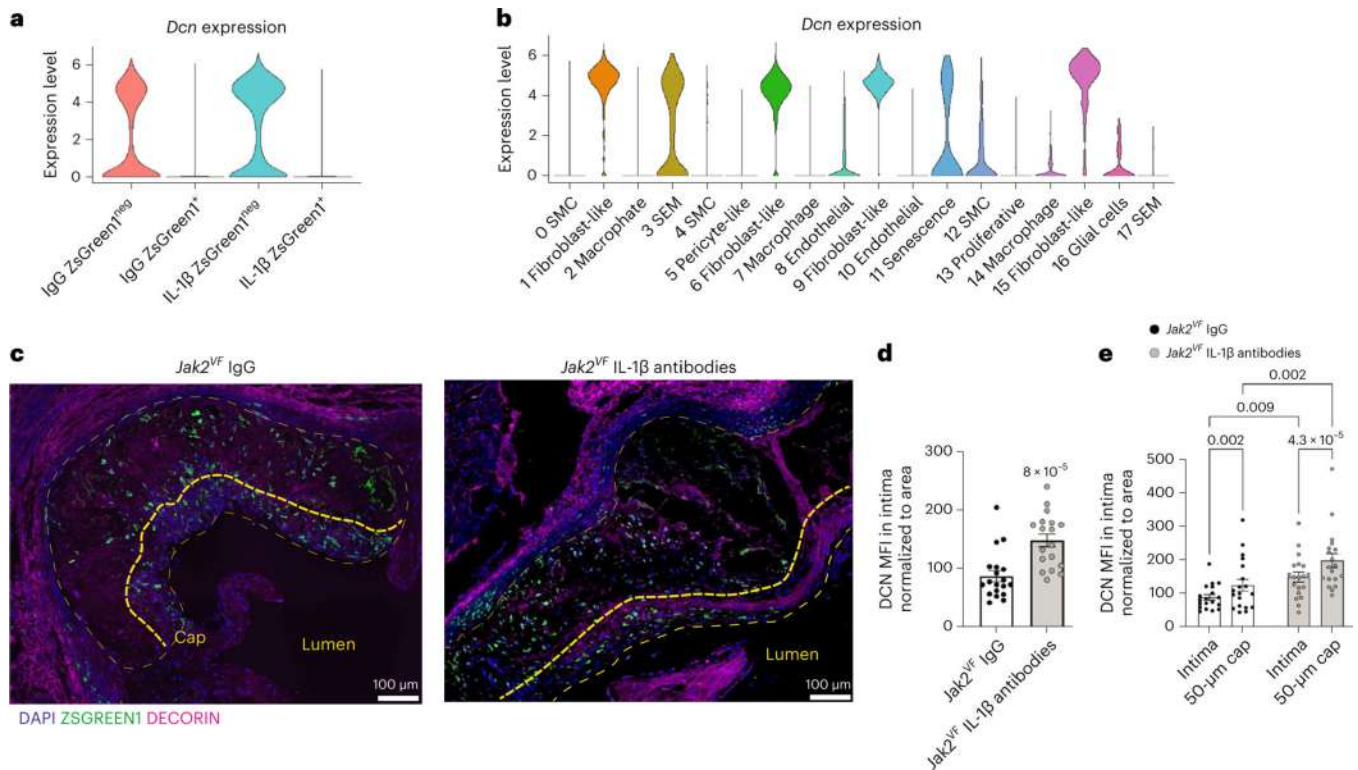 a
Dcn expression
Expression level
6
4
2
0
IgG ZsGreen1neg
IgG ZsGreen1+
IL-1β ZsGreen1neg
IL-1β ZsGreen1+
b
Dcn expression
Expression level
6
4
2
0
0 SMC
1 Fibroblast-like
2 Macrophate
3 SEM
4 SMC
5 Pericyte-like
6 Fibroblast-like
7 Macrophage
8 Endothelial
9 Fibroblast-like
10 Endothelial
11 Senescence
12 SMC
13 Proliferative
14 Macrophage
15 Fibroblast-like
16 Glial cells
17 SEM
c
Jak2VF IgG
Cap
Lumen
100 µm
Jak2VF IL-1β antibodies
Lumen
100 µm
DAPI ZSGREEN1 DECORIN
d
DCN MFI in intima
normalized to area
300
200
100
0
8 × 10−5
Jak2VF IgG
Jak2VF IL-1β antibodies
Jak2VF IgG
Jak2VF IL-1β antibodies
e
0.002
0.009
0.002
4.3 × 10−5
DCN MFI in intima
normalized to area
500
400
300
200
100
0
Intima
50-µm cap
Intima
50-µm cap